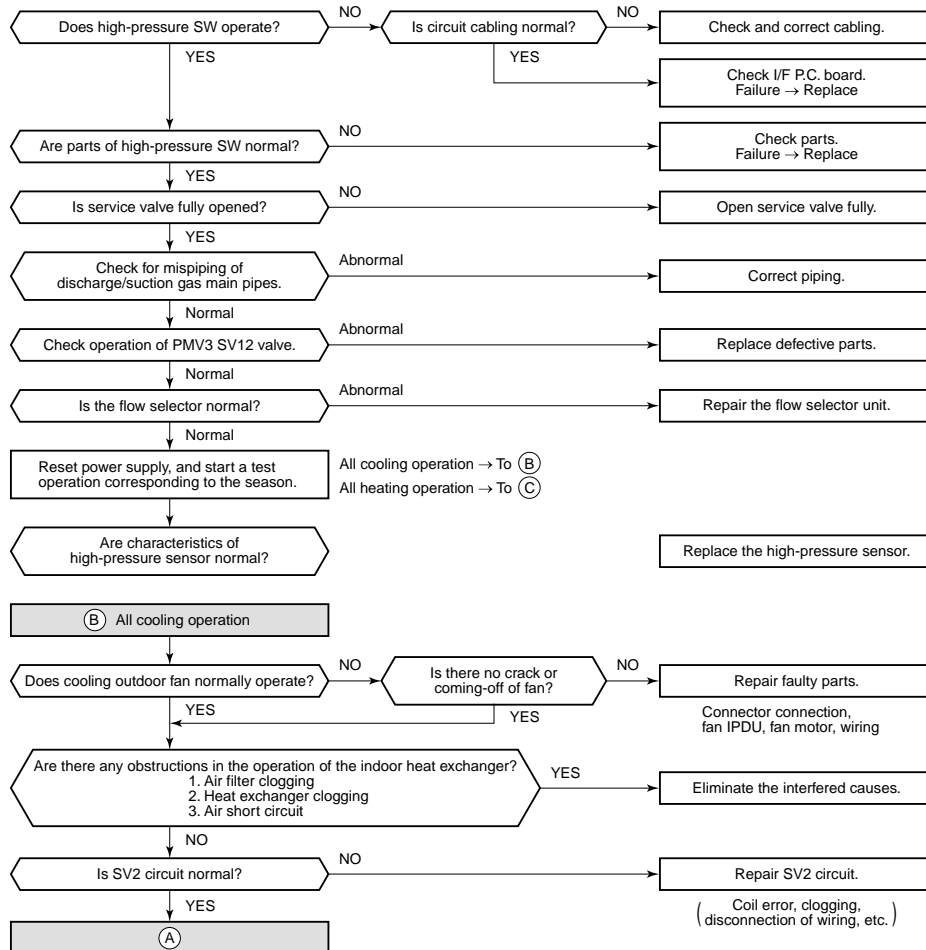 Does high-pressure SW operate?
NO
Is circuit cabling normal?
NO
Check and correct cabling.
YES
YES
Check I/F P.C. board.
Failure → Replace
Are parts of high-pressure SW normal?
NO
Check parts.
Failure → Replace
YES
Is service valve fully opened?
NO
Open service valve fully.
YES
Check for mispiping of
discharge/suction gas main pipes.
Abnormal
Correct piping.
Normal
Check operation of PMV3 SV12 valve.
Abnormal
Replace defective parts.
Normal
Is the flow selector normal?
Abnormal
Repair the flow selector unit.
Normal
Reset power supply, and start a test
operation corresponding to the season.
All cooling operation → To B
All heating operation → To C
Are characteristics of
high-pressure sensor normal?
Replace the high-pressure sensor.
B All cooling operation
Does cooling outdoor fan normally operate?
NO
Is there no crack or
coming-off of fan?
NO
Repair faulty parts.
Connector connection,
fan IPDU, fan motor, wiring
YES
YES
Are there any obstructions in the operation of the indoor heat exchanger?
1. Air filter clogging
2. Heat exchanger clogging
3. Air short circuit
YES
Eliminate the interfered causes.
NO
Is SV2 circuit normal?
NO
Repair SV2 circuit.
(Coil error, clogging,
disconnection of wiring, etc.)
YES
A